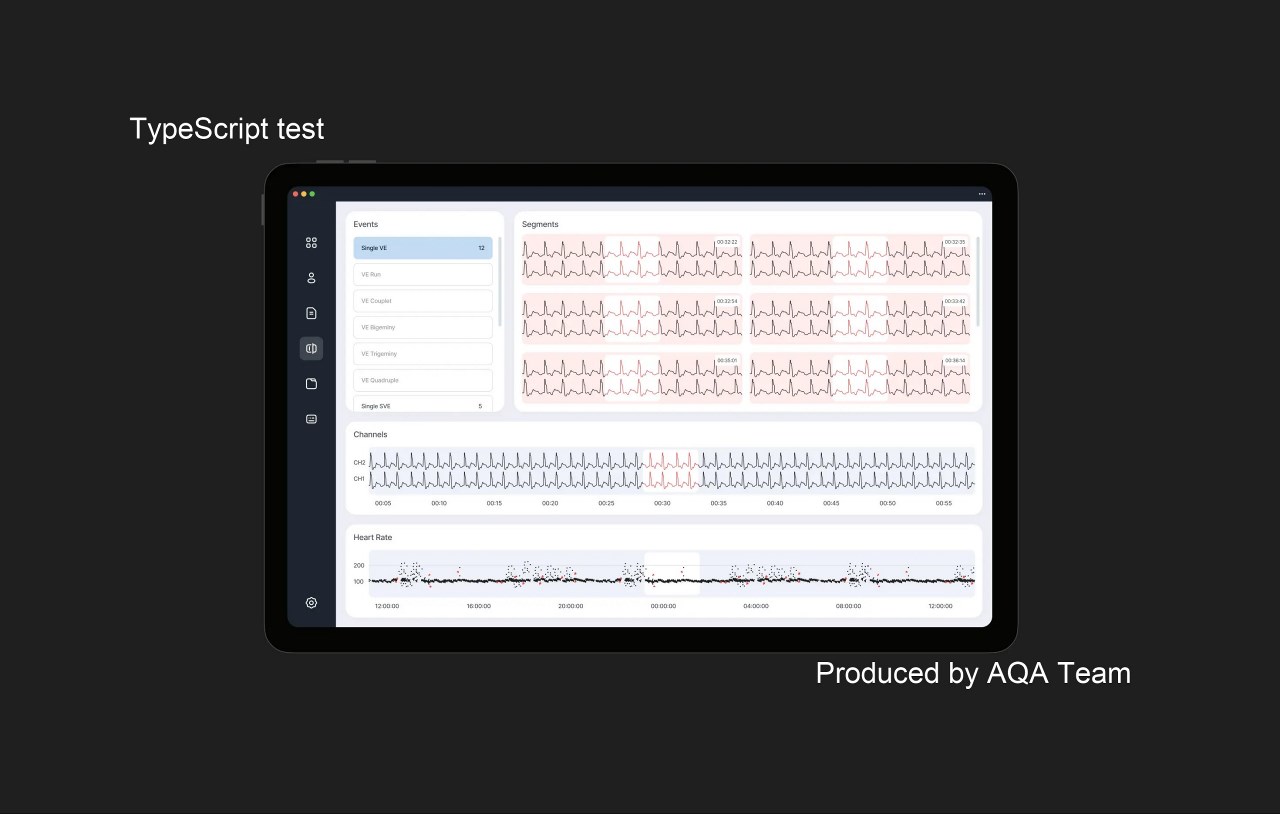 TypeScript test
Events
Single VE 12
VE Run
VE Couplet
VE Bigeminy
VE Trigeminy
VE Quadruple
Single SVE 5
Segments
00:32:22 00:32:35
00:32:54 00:33:42
00:35:01 00:36:14
Channels
CH2
CH1
00:05 00:10 00:15 00:20 00:25 00:30 00:35 00:40 00:45 00:50 00:55
Heart Rate
200
100
12:00:00 16:00:00 20:00:00 00:00:00 04:00:00 08:00:00 12:00:00
Produced by AQA Team